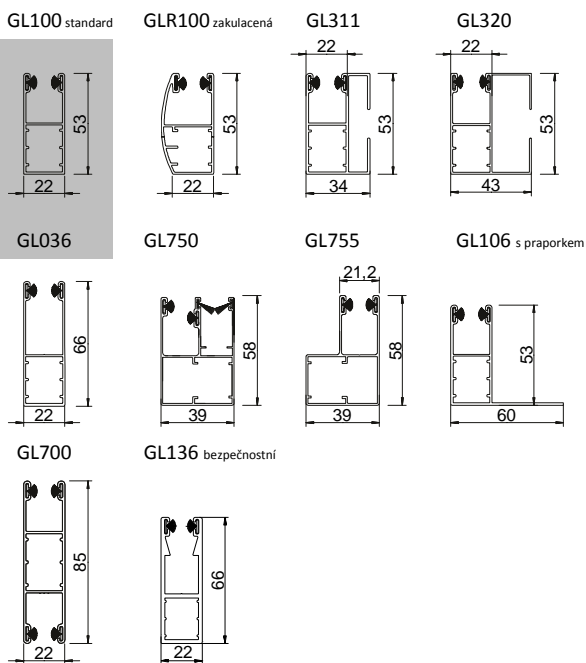 GL100 standard GLR100 zakulacená GL311 GL320
22 22
53 53 53 53
22 22 34 43
GL036 GL750 GL755 GL106 s praporkem
21,2
66 58 58 53
22 39 39 60
GL700 GL136 bezpečnostní
85 66
22 22